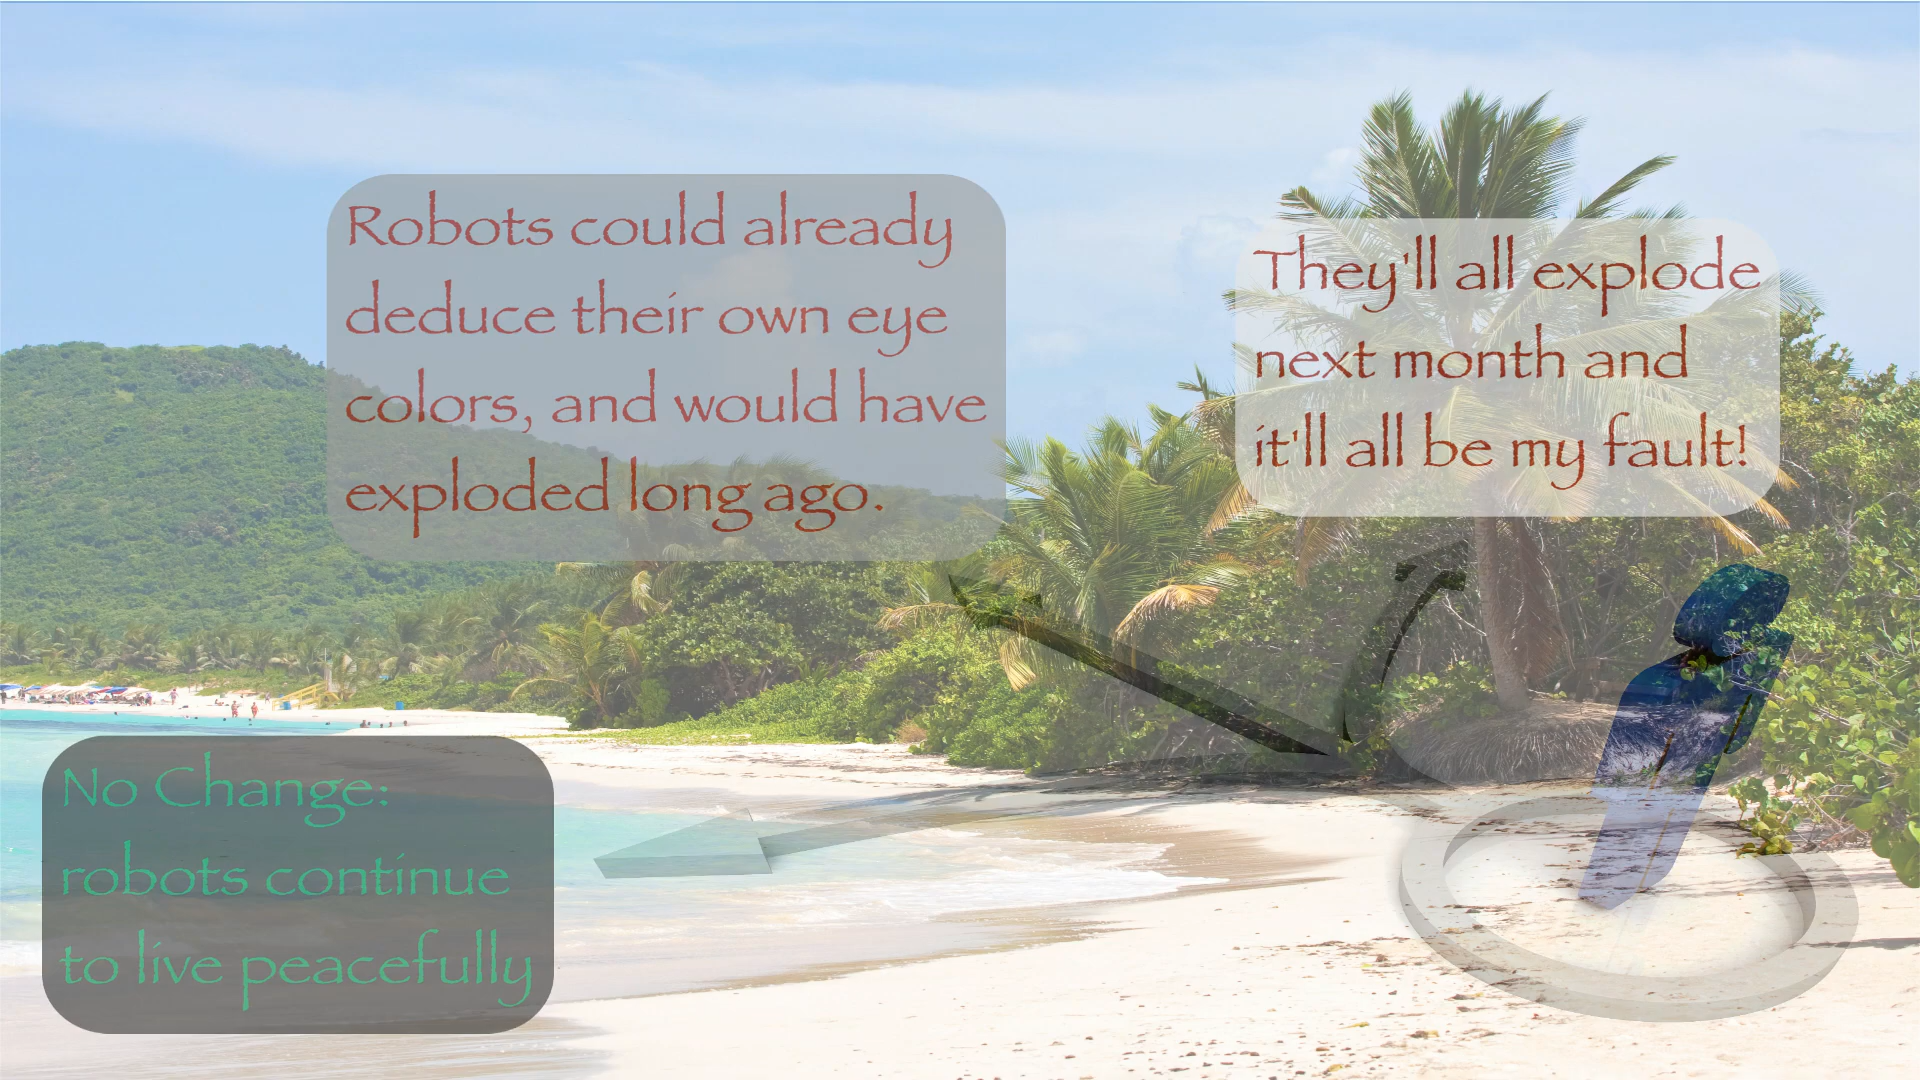 Robots could already
deduce their own eye
colors, and would have
exploded long ago.
They'll all explode
next month and
it'll all be my fault!
No Change:
robots continue
to live peacefully